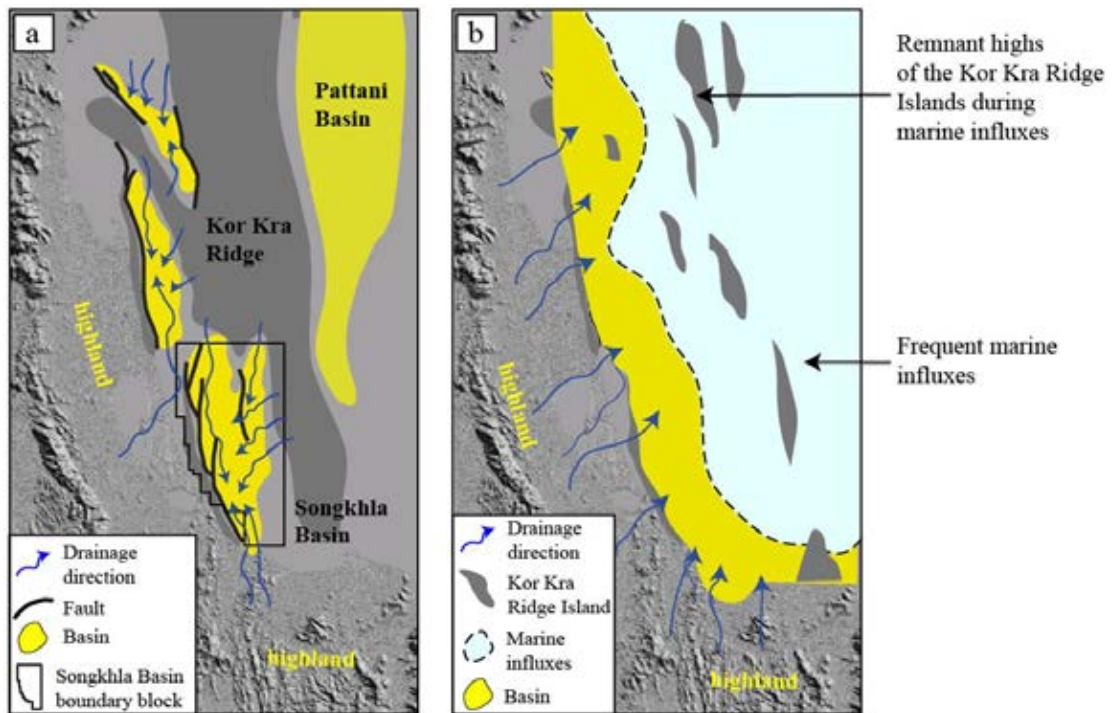 a
Pattani
Basin
Kor Kra
Ridge
highland
Songkhla
Basin
highland
Drainage
direction
Fault
Basin
Songkhla Basin
boundary block
b
highland
highland
Drainage
direction
Kor Kra
Ridge Island
Marine
influxes
Basin
Remnant highs
of the Kor Kra Ridge
Islands during
marine influxes
Frequent marine
influxes